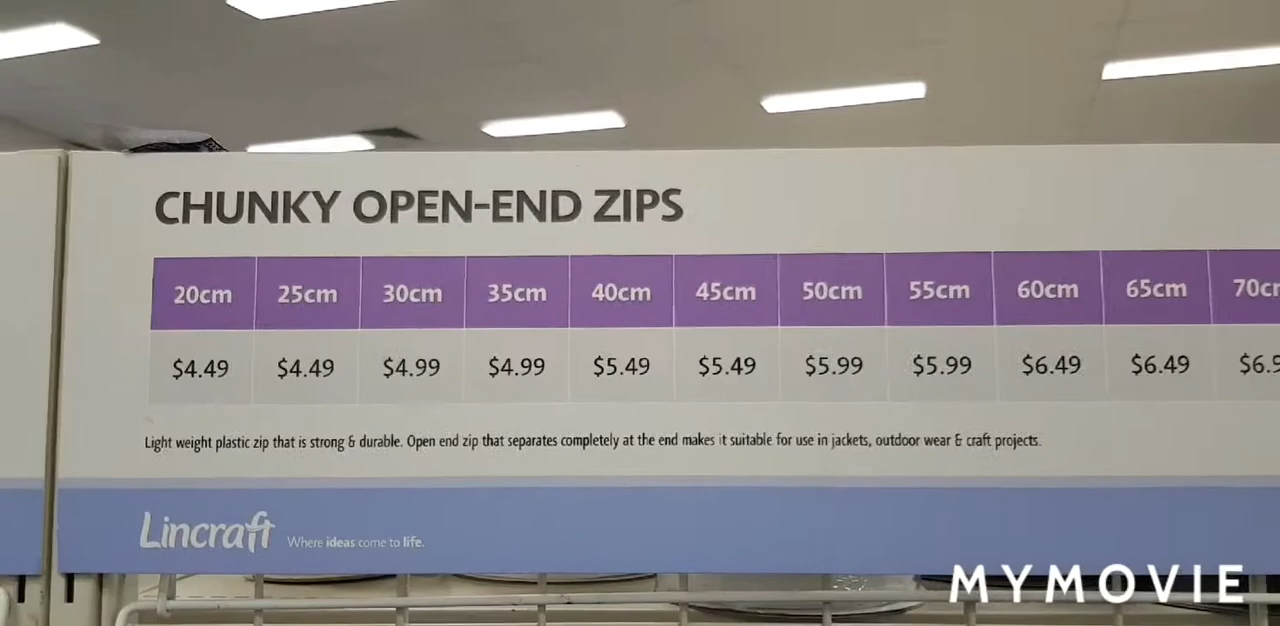 CHUNKY OPEN-END ZIPS
20cm 25cm 30cm 35cm 40cm 45cm 50cm 55cm 60cm 65cm
$4.49 $4.49 $4.99 $4.99 $5.49 $5.49 $5.99 $5.99 $6.49 $6.49
Light weight plastic zip that is strong & durable. Open end zip that separates completely at the end makes it suitable for use in jackets, outdoor wear & craft projects.
Lincraft Where ideas come to life.
MYMOVIE